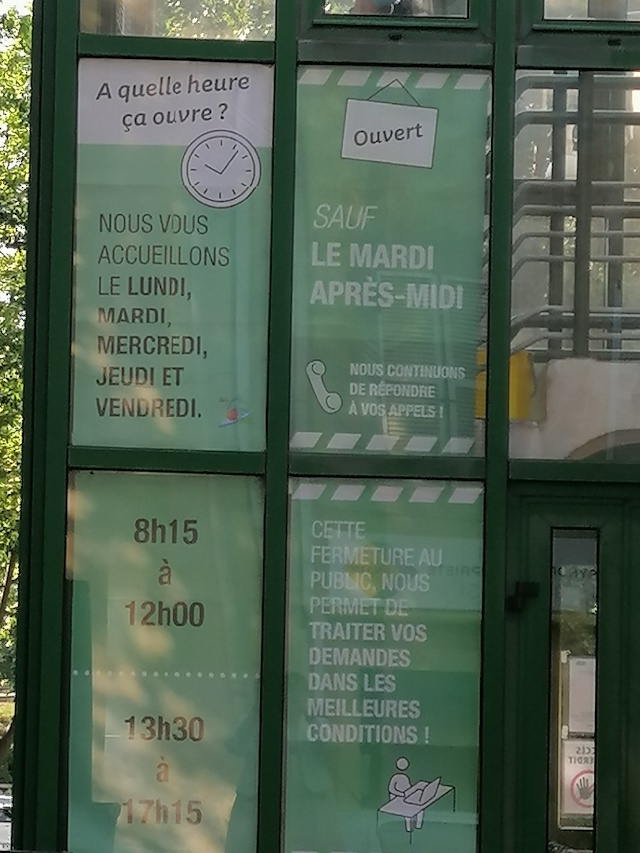 A quelle heure
ça ouvre ?
NOUS VOUS
ACCUEILLONS
LE LUNDI,
MARDI,
MERCREDI,
JEUDI ET
VENDREDI.
8h15
à
12h00
13h30
à
17h15
Ouvert
SAUF
LE MARDI
APRÈS-MIDI
NOUS CONTINUONS
DE RÉPONDRE
À VOS APPELS !
CETTE
FERMETURE AU
PUBLIC, NOUS
PERMET DE
TRAITER VOS
DEMANDES
DANS LES
MEILLEURES
CONDITIONS !